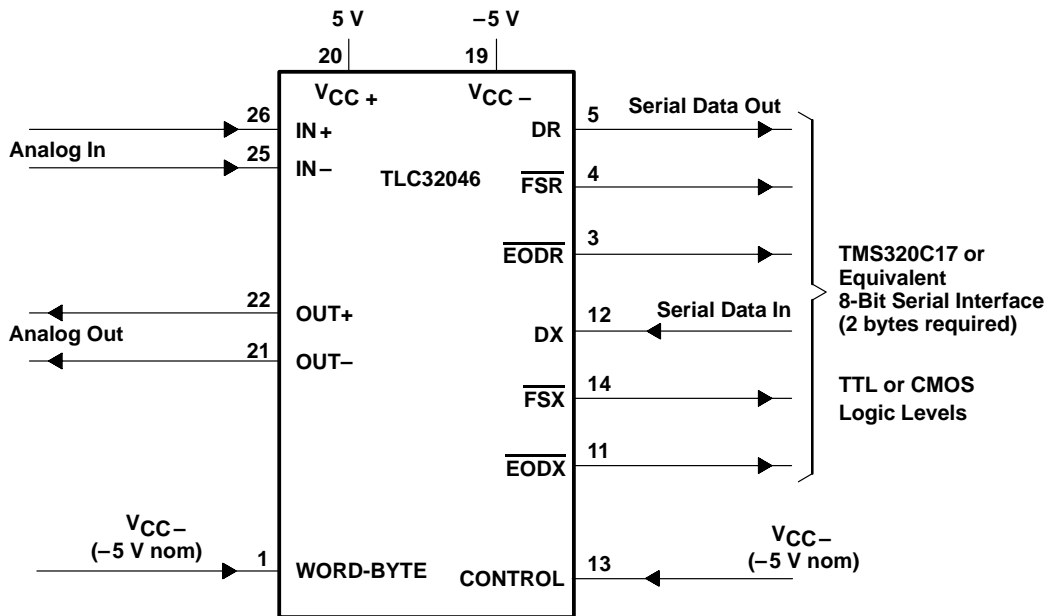 5 V
–5 V
20
19
VCC +
VCC –
26
IN+
DR
5
Serial Data Out
Analog In
25
IN–
TLC32046
FSR
4
EODR
3
TMS320C17 or
Equivalent
8-Bit Serial Interface
(2 bytes required)
22
OUT+
Analog Out
21
OUT–
DX
12
Serial Data In
FSX
14
TTL or CMOS
Logic Levels
EODX
11
VCC–
(–5 V nom)
1
WORD-BYTE
CONTROL
13
VCC–
(–5 V nom)